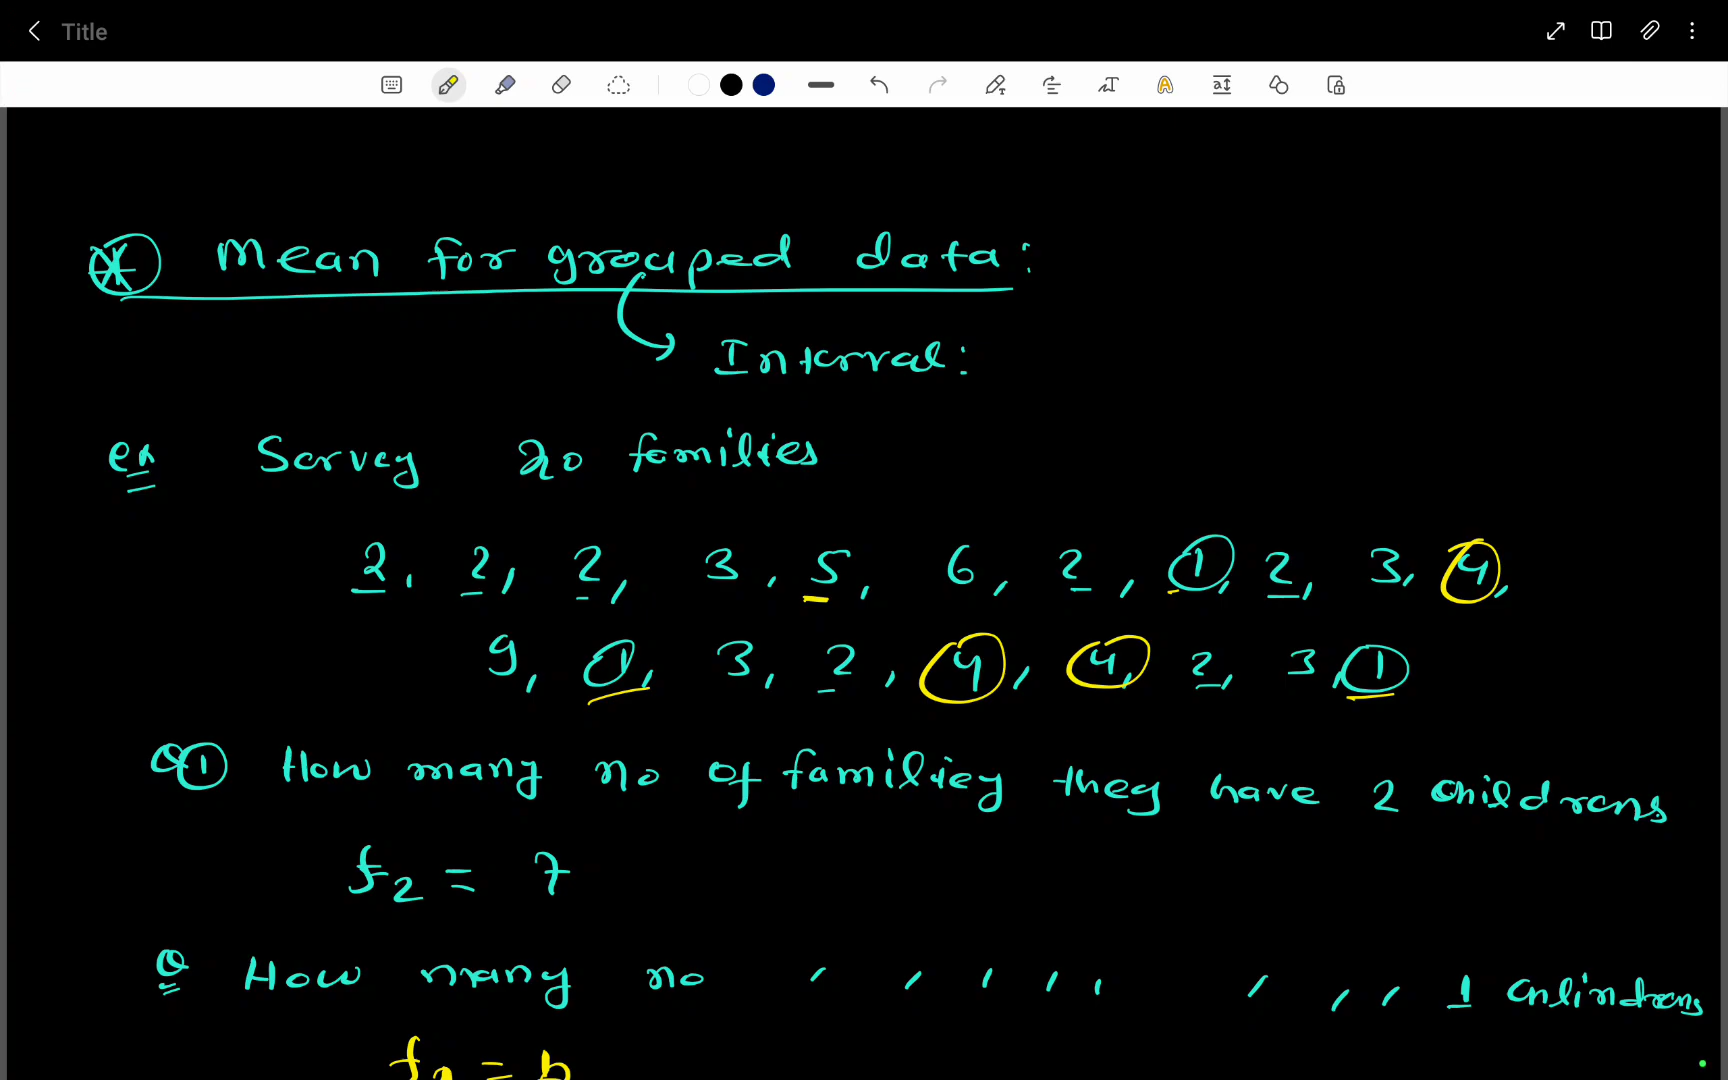 Title
Mean for grouped data:
Interval:
ex Survey 20 families
2, 2, 2, 3, 5, 6, 2, 1, 2, 3, 4,
9, 1, 3, 2, 4, 4, 2, 3, 1
Q1 How many no of familiey they have 2 childrens
f2 = 7
Q How many no , , , , , , , , 1